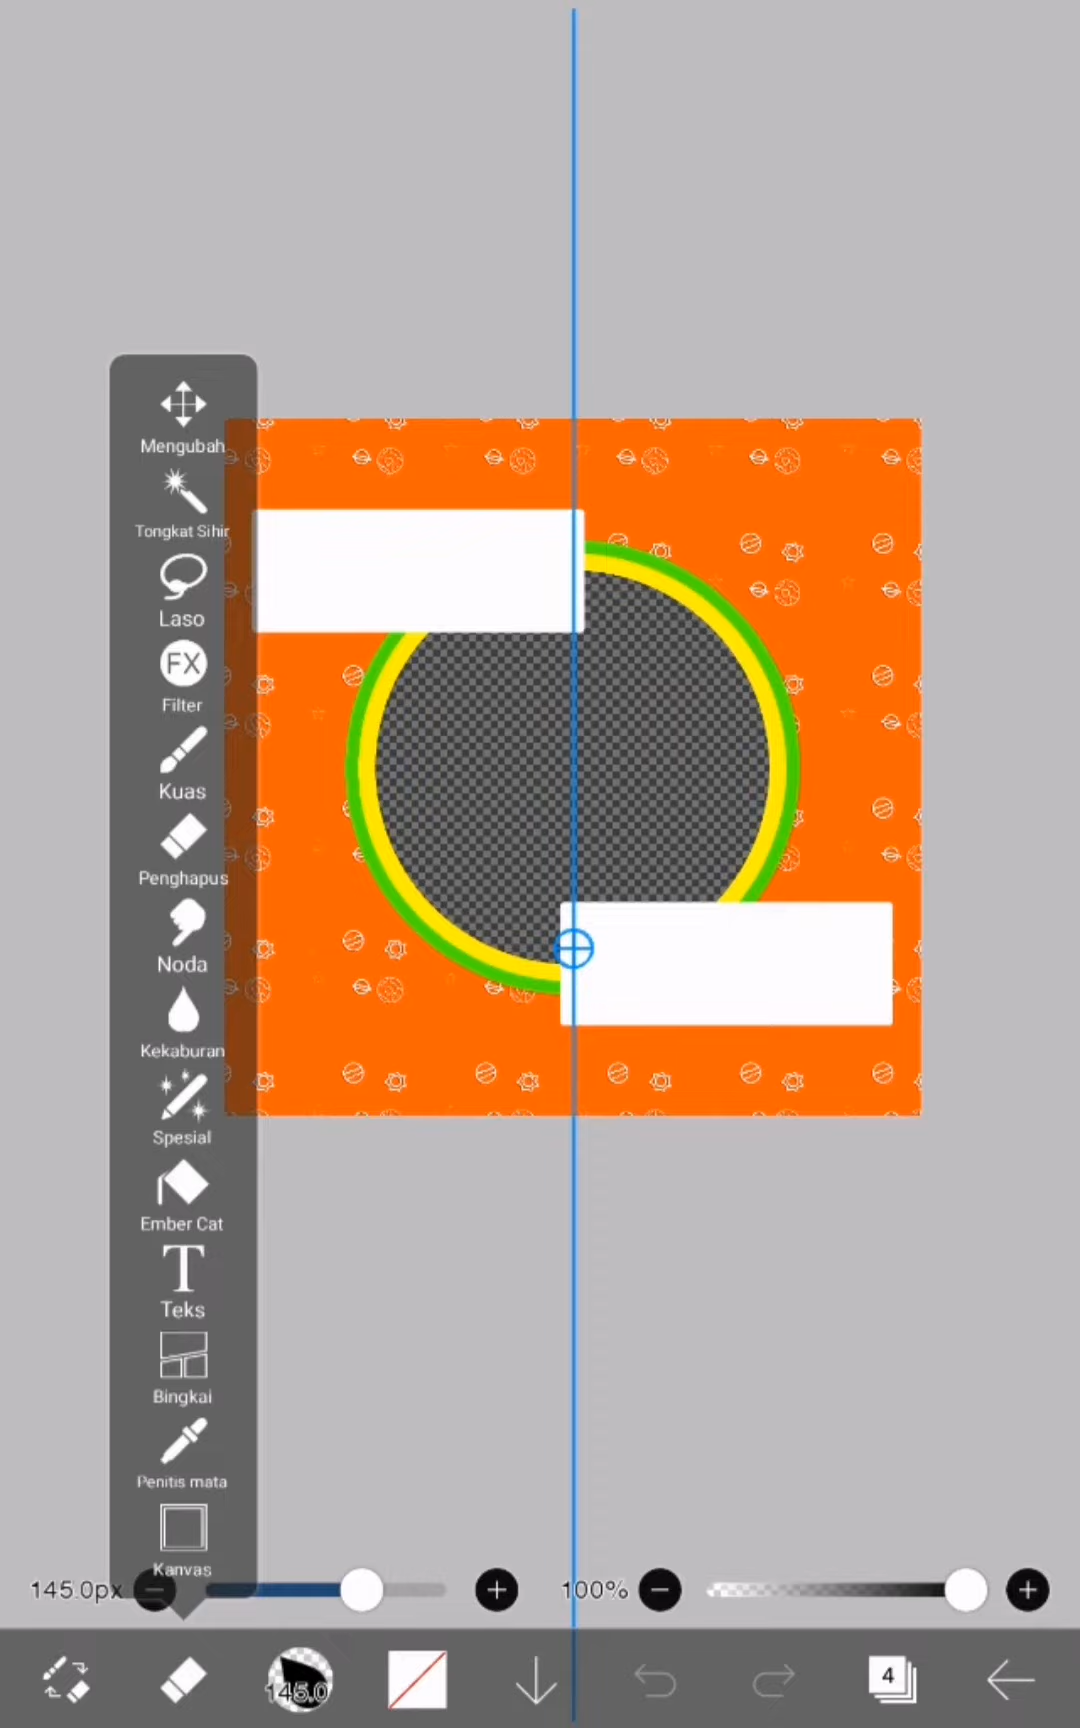 Mengubah
Tongkat Sihir
Laso
FX
Filter
Kuas
Penghapus
Noda
Kekaburan
Spesial
Ember Cat
T
Teks
Bingkai
Penitis mata
Kanvas
145.0px
100%
145.0
4